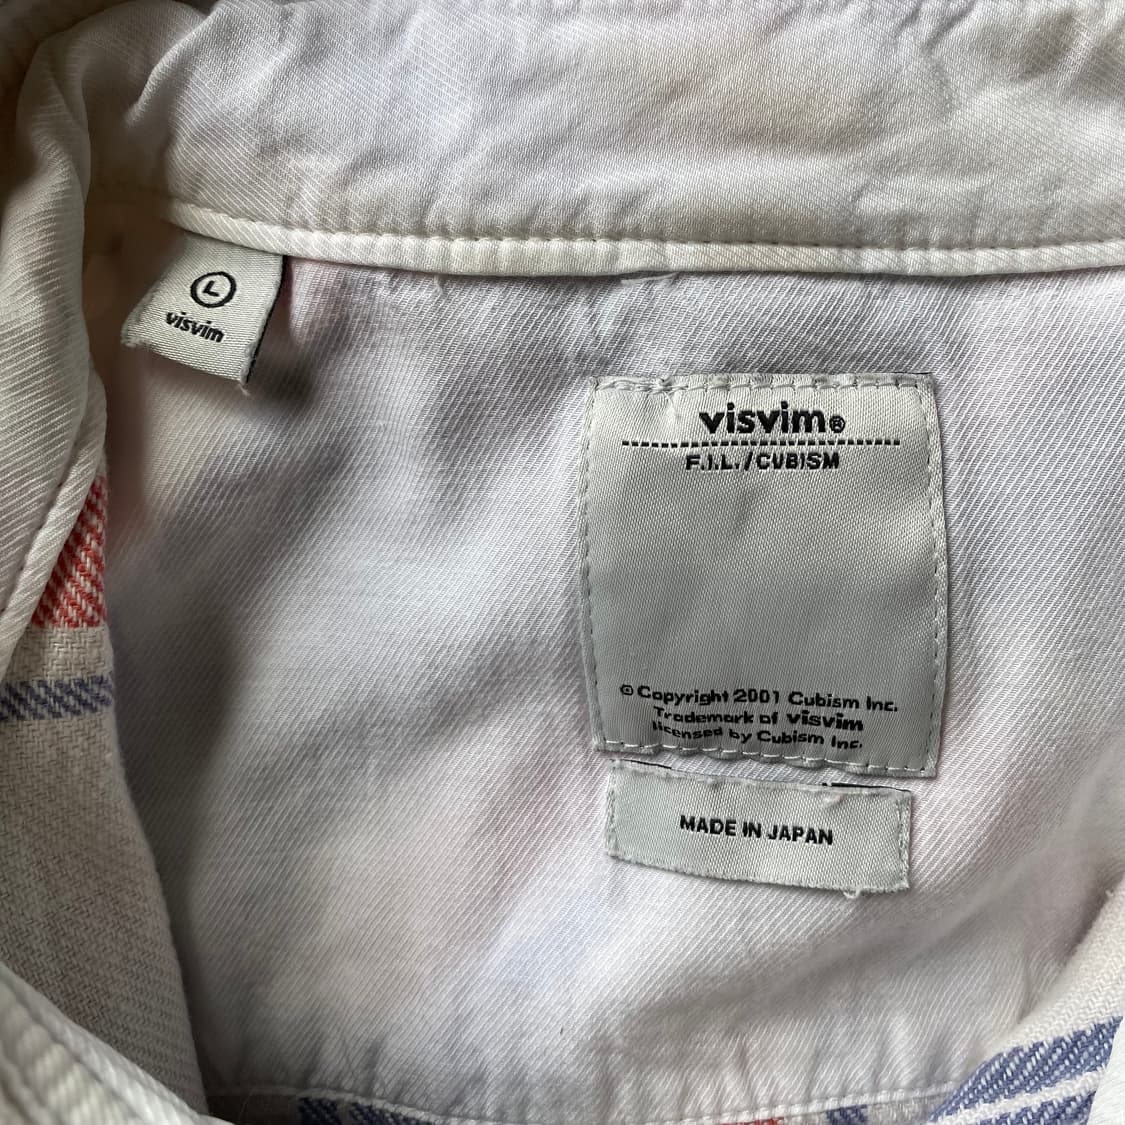 L
visvim
visvim®
F.I.L./CUBISM
© Copyright 2001 Cubism Inc.
Trademark of visvim
licensed by Cubism Inc.
MADE IN JAPAN